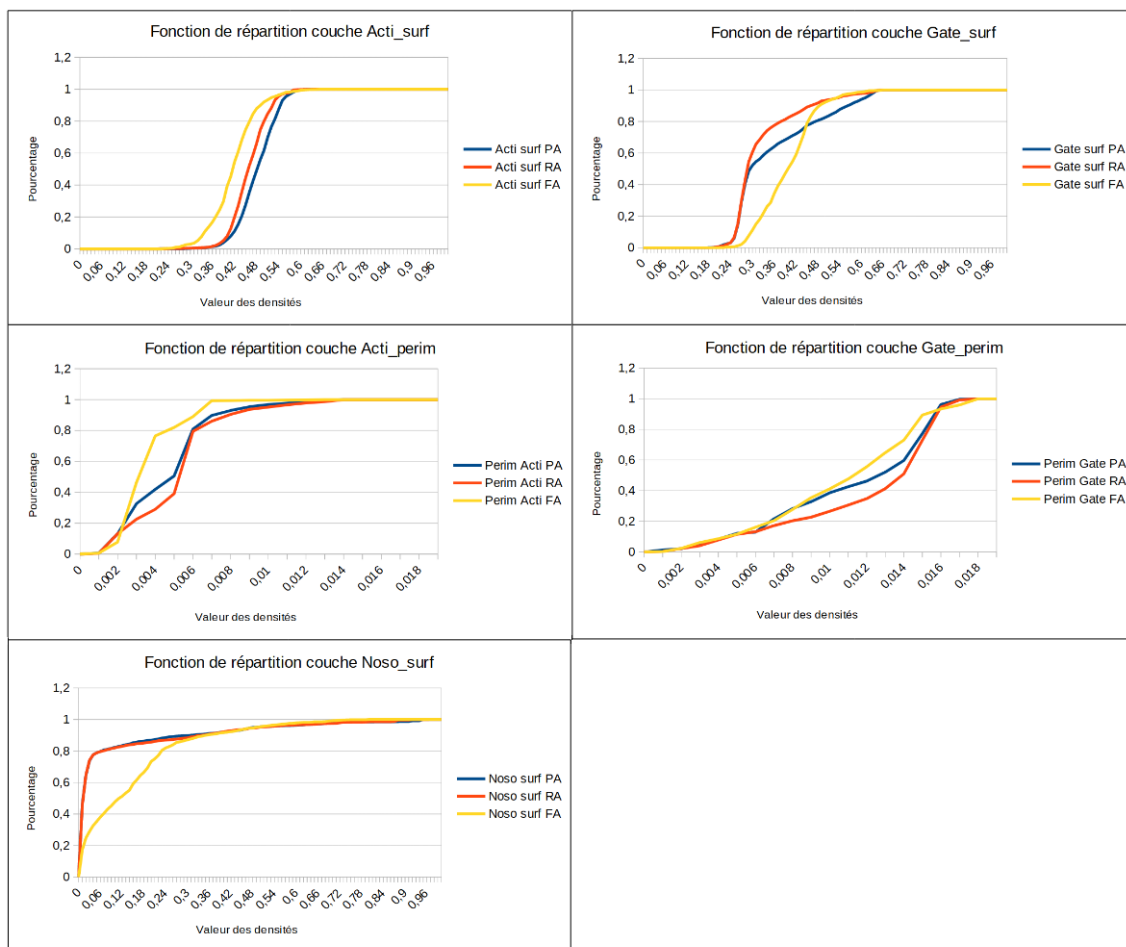 Fonction de répartition couche Acti_surf
1,2
1
0,8
0,6
0,4
0,2
0
Pourcentage
0 0,06 0,12 0,18 0,24 0,3 0,36 0,42 0,48 0,54 0,6 0,66 0,72 0,78 0,84 0,9 0,96
Valeur des densités
Acti surf PA
Acti surf RA
Acti surf FA
Fonction de répartition couche Gate_surf
1,2
1
0,8
0,6
0,4
0,2
0
Pourcentage
0 0,06 0,12 0,18 0,24 0,3 0,36 0,42 0,48 0,54 0,6 0,66 0,72 0,78 0,84 0,9 0,96
Valeur des densités
Gate surf PA
Gate surf RA
Gate surf FA
Fonction de répartition couche Acti_perim
1,2
1
0,8
0,6
0,4
0,2
0
Pourcentage
0 0,002 0,004 0,006 0,008 0,01 0,012 0,014 0,016 0,018
Valeur des densités
Perim Acti PA
Perim Acti RA
Perim Acti FA
Fonction de répartition couche Gate_perim
1,2
1
0,8
0,6
0,4
0,2
0
Pourcentage
0 0,002 0,004 0,006 0,008 0,01 0,012 0,014 0,016 0,018
Valeur des densités
Perim Gate PA
Perim Gate RA
Perim Gate FA
Fonction de répartition couche Noso_surf
1,2
1
0,8
0,6
0,4
0,2
0
Pourcentage
0 0,06 0,12 0,18 0,24 0,3 0,36 0,42 0,48 0,54 0,6 0,66 0,72 0,78 0,84 0,9 0,96
Valeur des densités
Noso surf PA
Noso surf RA
Noso surf FA